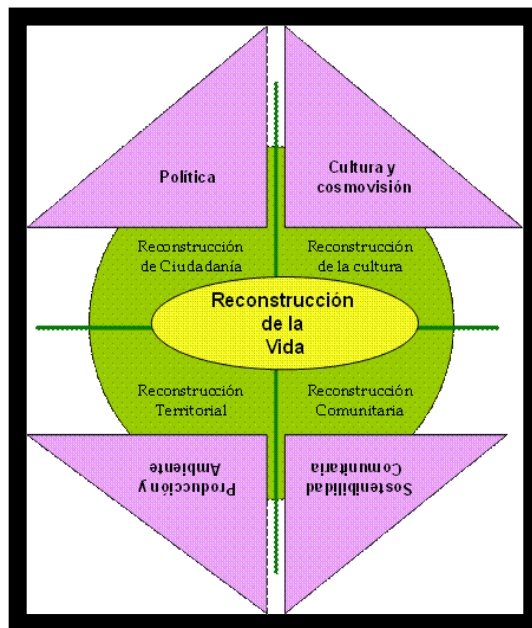 Política
Cultura y
cosmovisión
Reconstrucción
de Ciudadanía
Reconstrucción
de la cultura
Reconstrucción
de la
Vida
Reconstrucción
Territorial
Reconstrucción
Comunitaria
Producción y
Ambiente
Sostenibilidad
Comunitaria